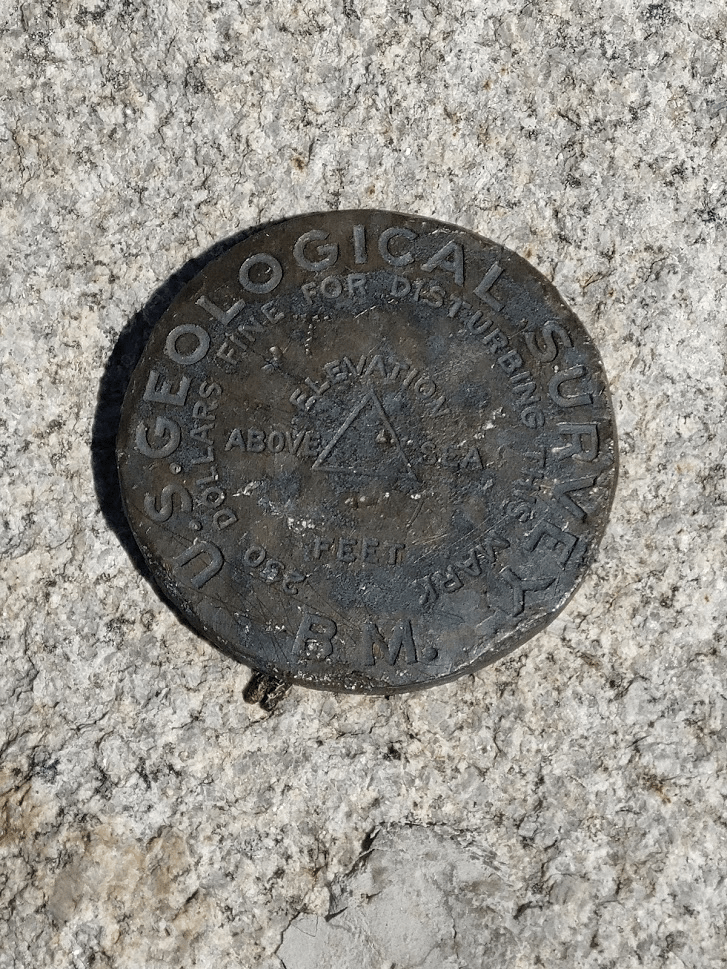 U.S. GEOLOGICAL SURVEY
250 DOLLARS FINE FOR DISTURBING THIS MARK
ELEVATION
ABOVE SEA
FEET
B M.